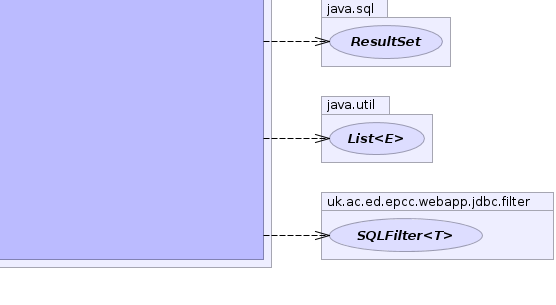 java.sql
ResultSet
java.util
List<E>
uk.ac.ed.epcc.webapp.jdbc.filter
SQLFilter<T>